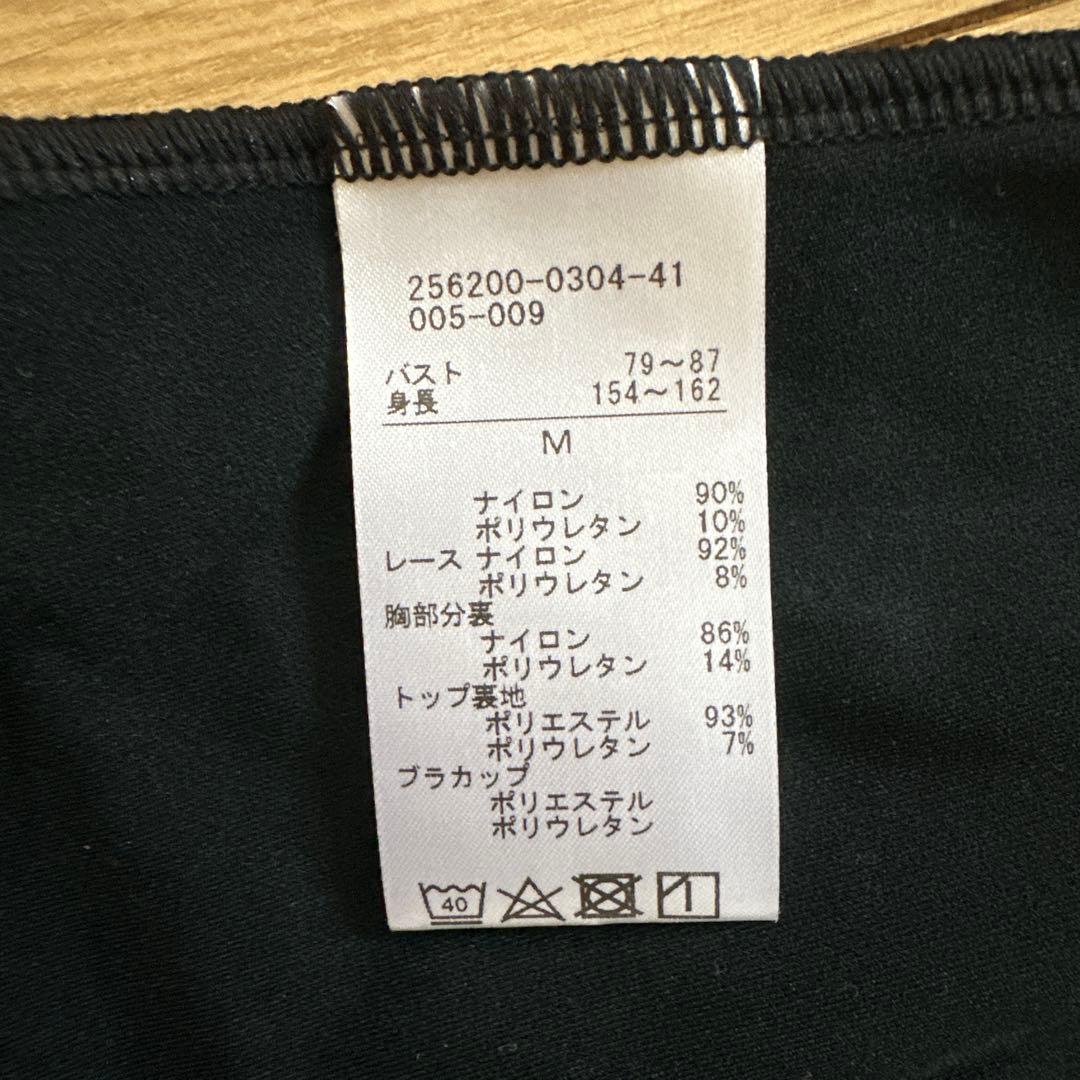 256200-0304-41
005-009
バスト 79～87
身長 154～162
M
ナイロン 90%
ポリウレタン 10%
レース ナイロン 92%
ポリウレタン 8%
胸部分裏
ナイロン 86%
ポリウレタン 14%
トップ裏地
ポリエステル 93%
ポリウレタン 7%
ブラカップ
ポリエステル
ポリウレタン
40